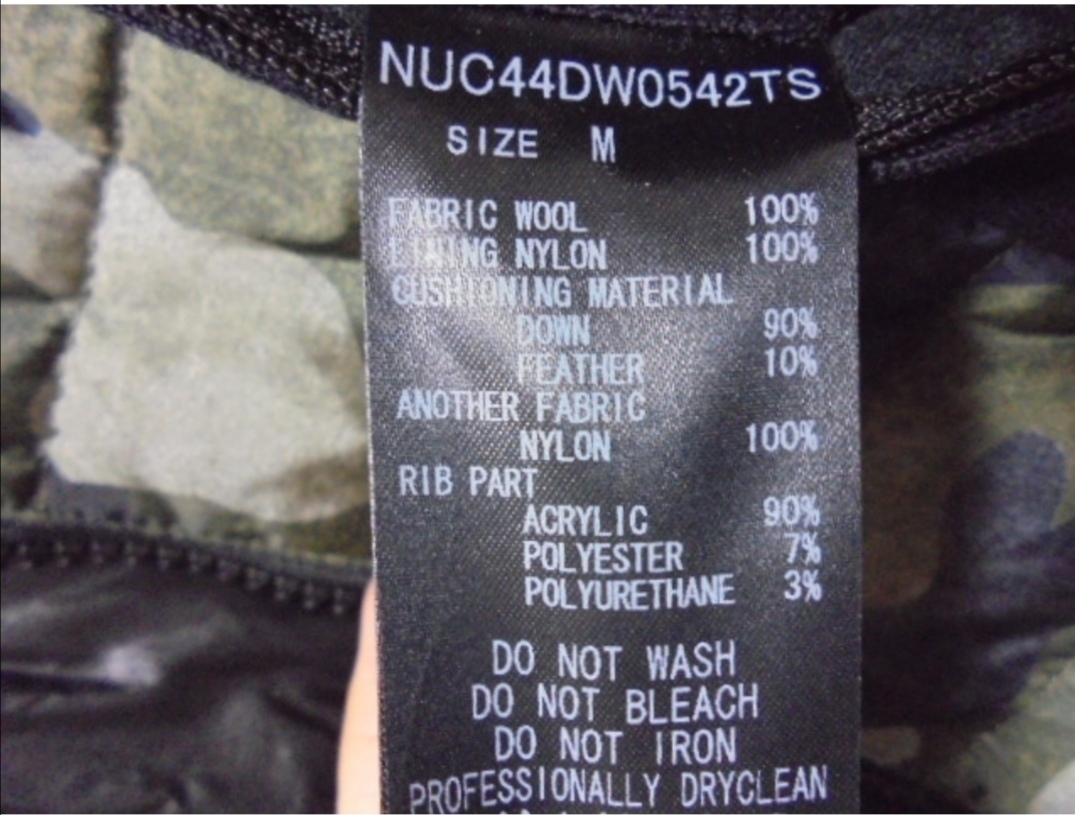 NUC44DW0542TS
SIZE M
FABRIC WOOL 100%
LINING NYLON 100%
CUSHIONING MATERIAL
DOWN 90%
FEATHER 10%
ANOTHER FABRIC
NYLON 100%
RIB PART
ACRYLIC 90%
POLYESTER 7%
POLYURETHANE 3%
DO NOT WASH
DO NOT BLEACH
DO NOT IRON
PROFESSIONALLY DRYCLEAN